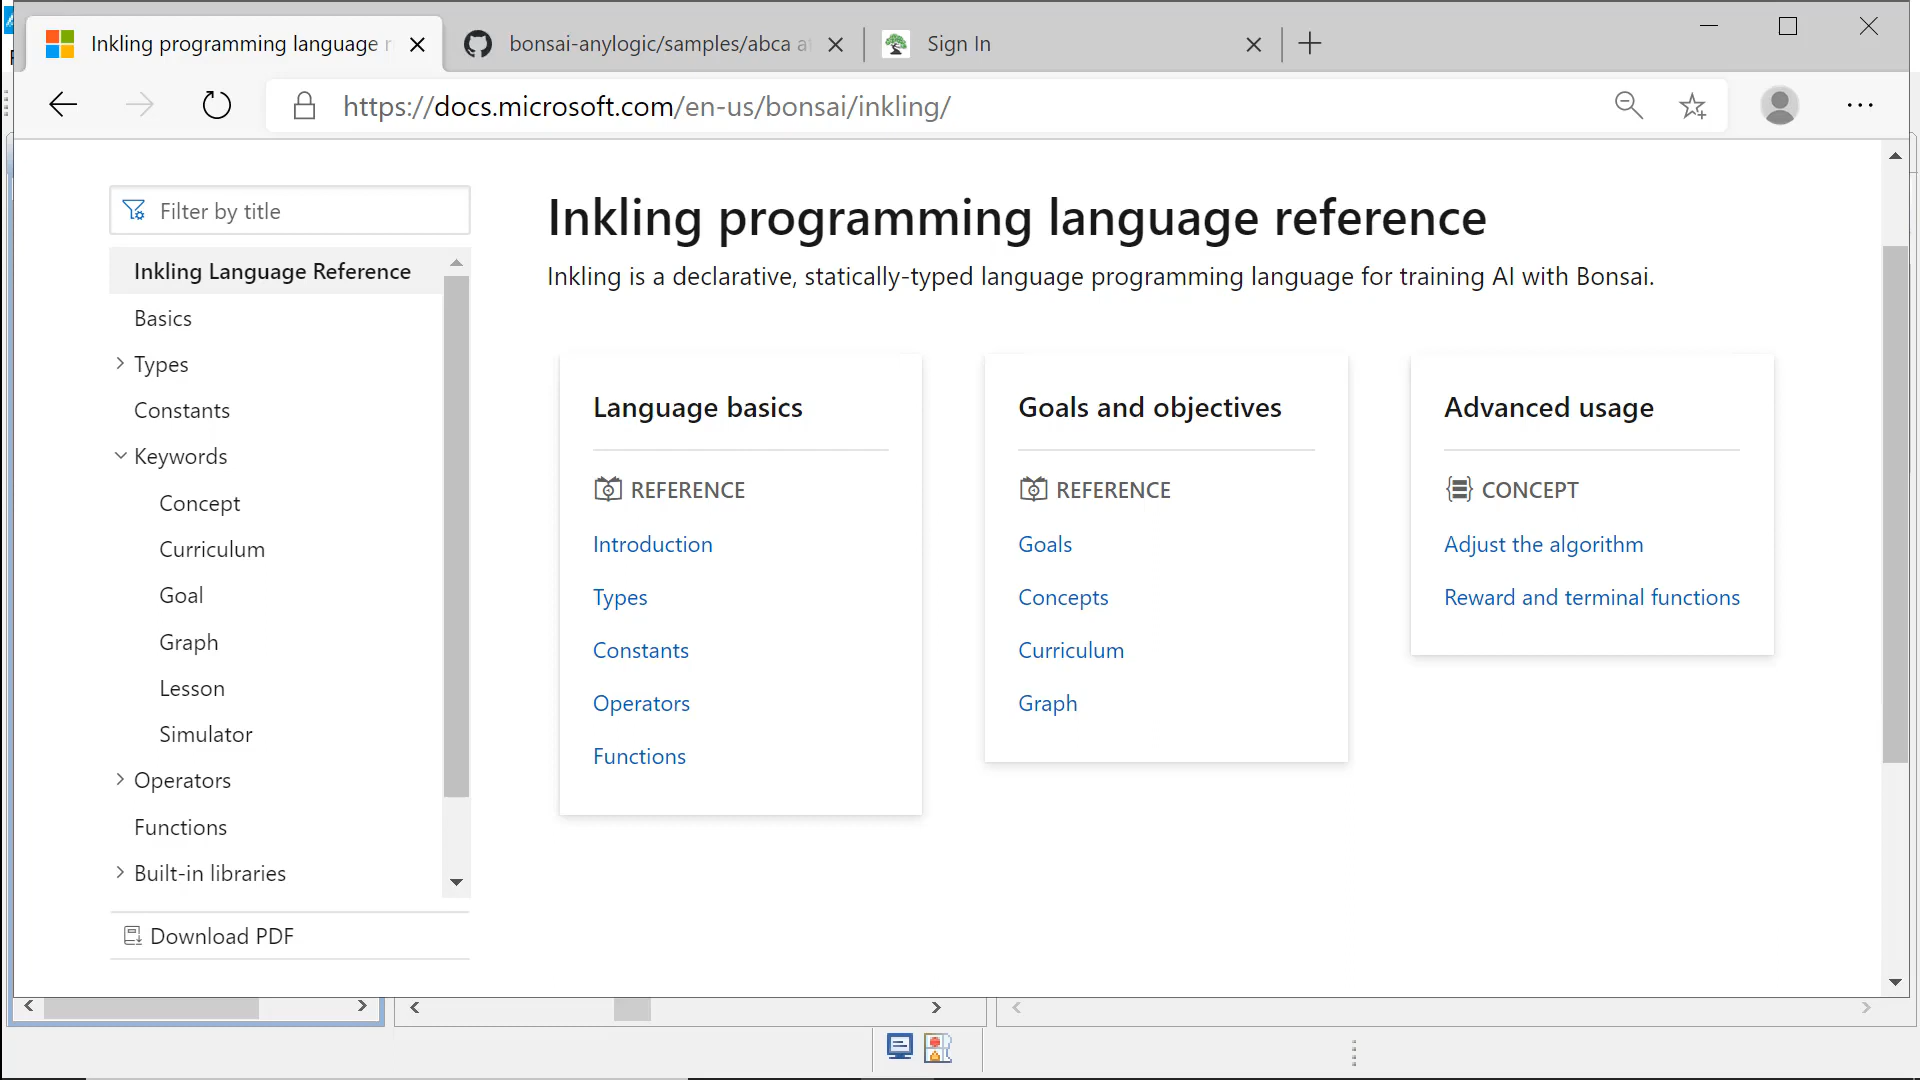 Inkling programming language r
bonsai-anylogic/samples/abca at
Sign In
https://docs.microsoft.com/en-us/bonsai/inkling/
Filter by title
Inkling Language Reference
Basics
Types
Constants
Keywords
Concept
Curriculum
Goal
Graph
Lesson
Simulator
Operators
Functions
Built-in libraries
Download PDF
Inkling programming language reference
Inkling is a declarative, statically-typed language programming language for training AI with Bonsai.
Language basics
REFERENCE
Introduction
Types
Constants
Operators
Functions
Goals and objectives
REFERENCE
Goals
Concepts
Curriculum
Graph
Advanced usage
CONCEPT
Adjust the algorithm
Reward and terminal functions